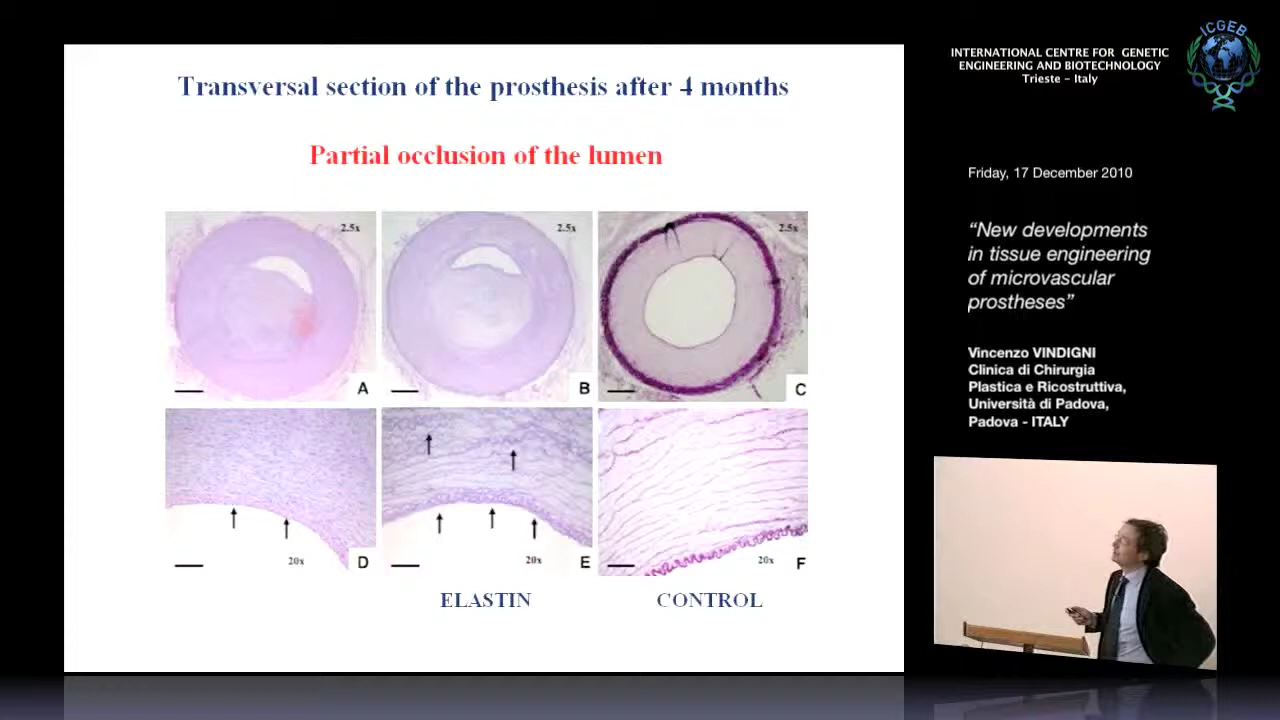 Transversal section of the prosthesis after 4 months
Partial occlusion of the lumen
2.5x
A
2.5x
B
2.5x
C
20x
D
20x
E
20x
F
ELASTIN
CONTROL
INTERNATIONAL CENTRE FOR GENETIC
ENGINEERING AND BIOTECHNOLOGY
Trieste – Italy
ICGEB
Friday, 17 December 2010
“New developments
in tissue engineering
of microvascular
prostheses”
Vincenzo VINDIGNI
Clinica di Chirurgia
Plastica e Ricostruttiva,
Università di Padova,
Padova - ITALY